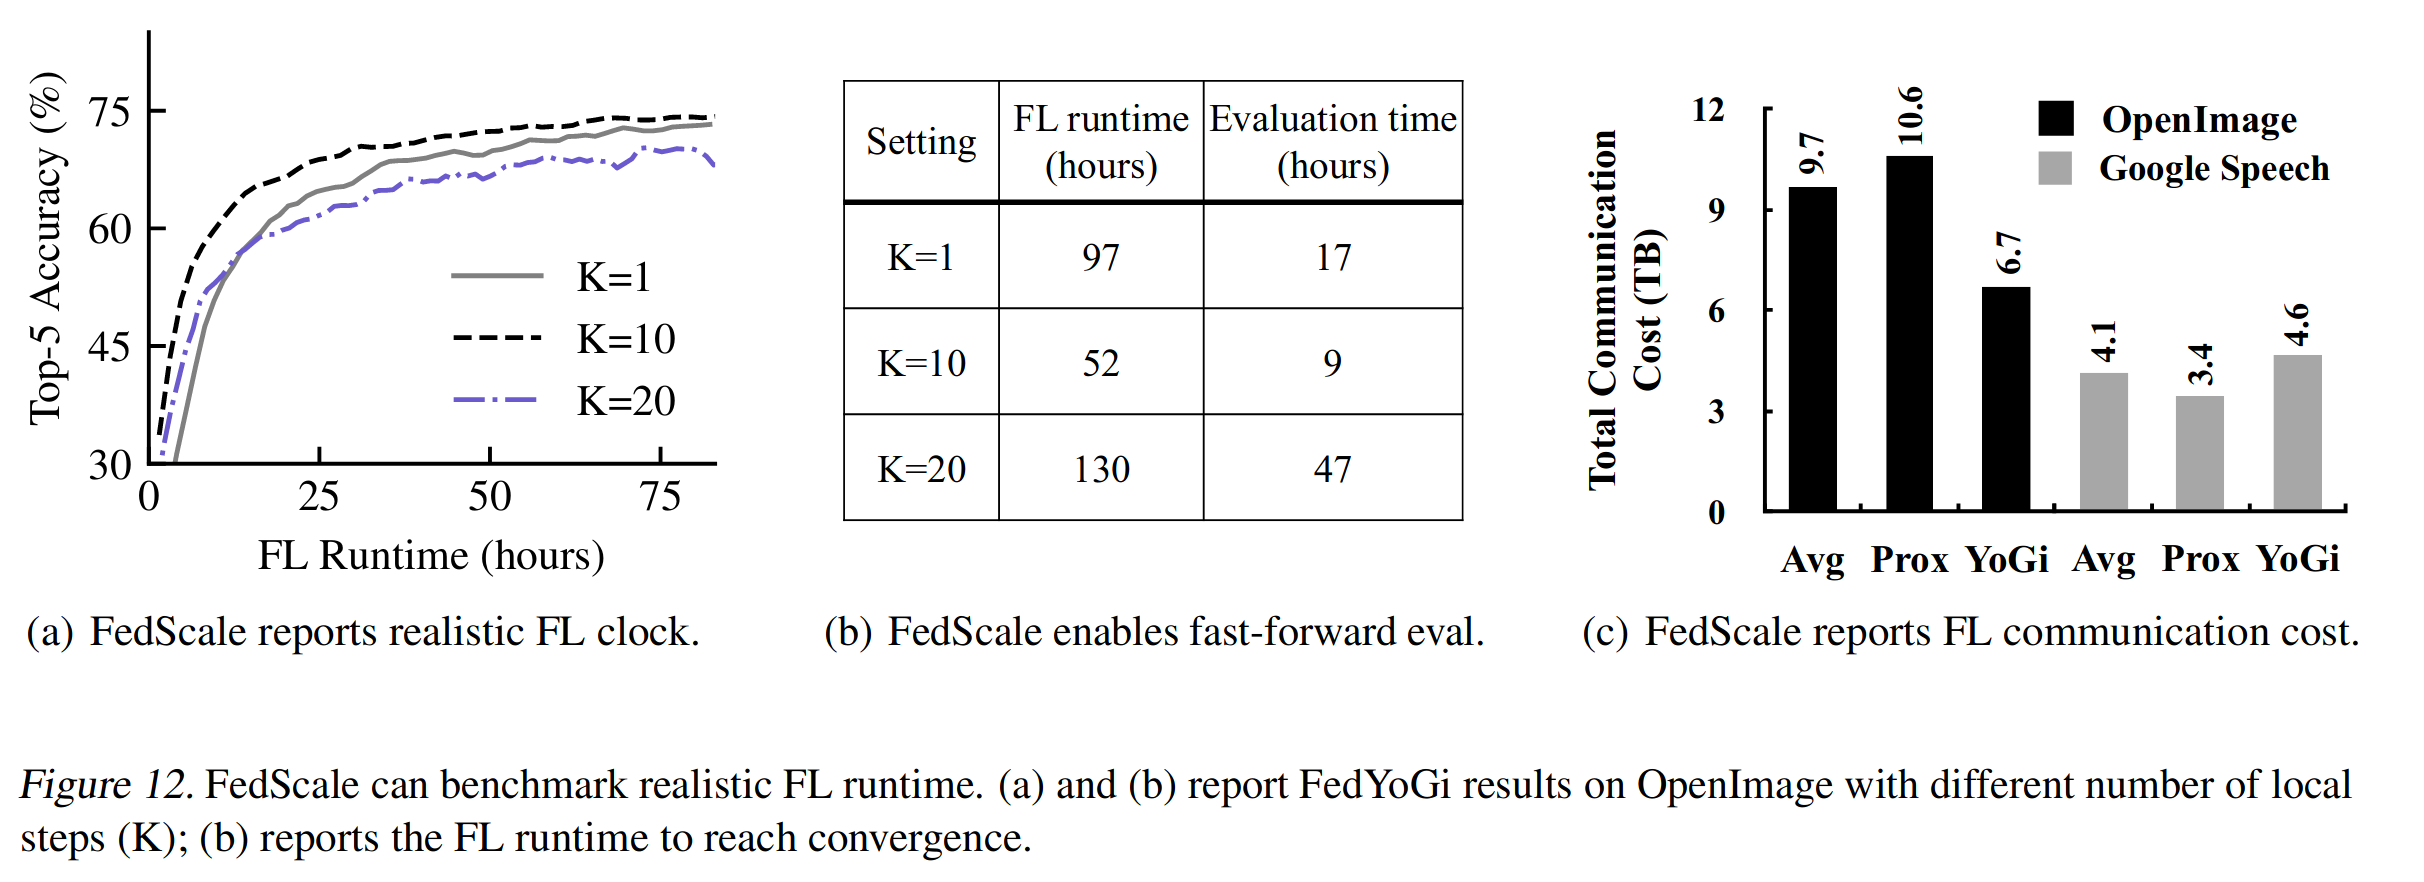 Top-5 Accuracy (%)
75
60
45
30
0 25 50 75
FL Runtime (hours)
K=1
K=10
K=20
(a) FedScale reports realistic FL clock.
Setting FL runtime (hours) Evaluation time (hours)
K=1 97 17
K=10 52 9
K=20 130 47
(b) FedScale enables fast-forward eval.
Total Communication
Cost (TB)
12
9
6
3
0
9.7 10.6 6.7 4.1 3.4 4.6
OpenImage
Google Speech
Avg Prox YoGi Avg Prox YoGi
(c) FedScale reports FL communication cost.
Figure 12. FedScale can benchmark realistic FL runtime. (a) and (b) report FedYoGi results on OpenImage with different number of local
steps (K); (b) reports the FL runtime to reach convergence.